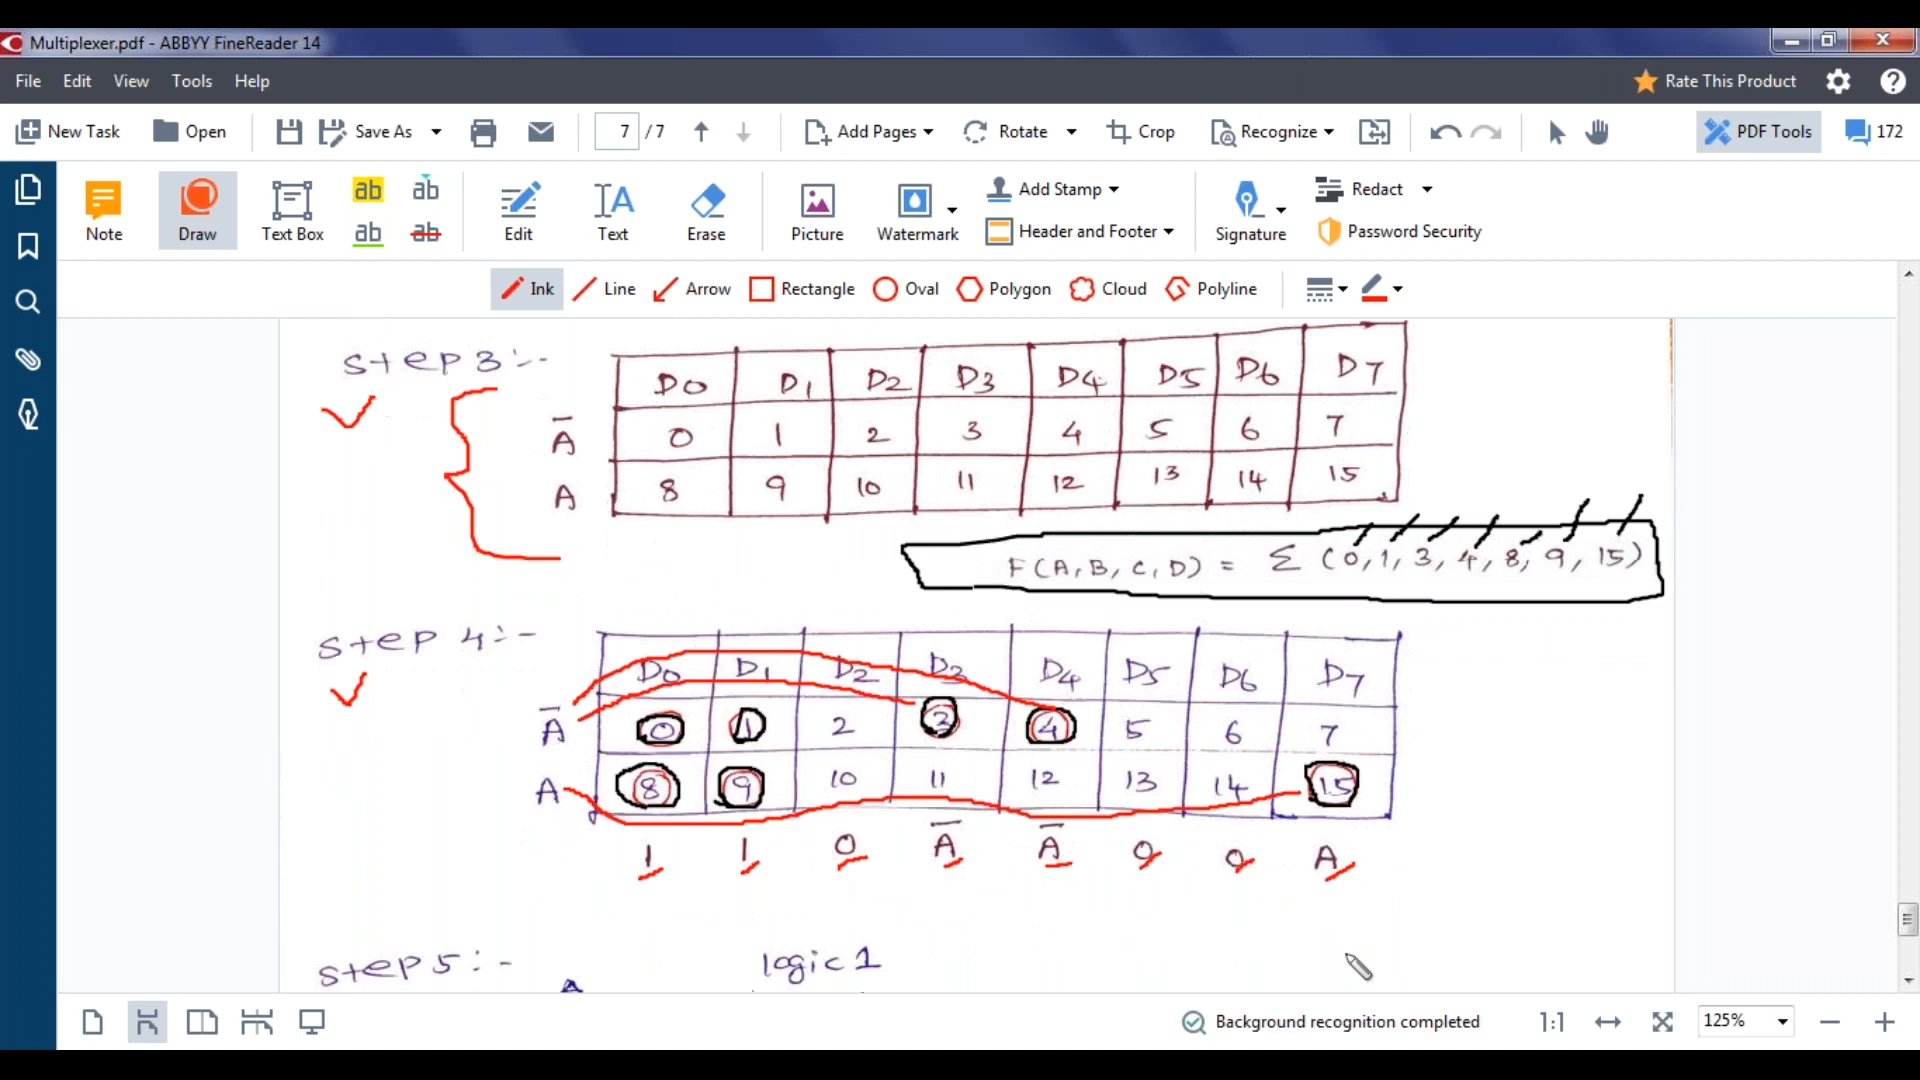 Multiplexer.pdf - ABBYY FineReader 14
File Edit View Tools Help Rate This Product
New Task Open Save As 7 / 7 Add Pages Rotate Crop Recognize PDF Tools 172
Note Draw Text Box ab ab ab ab Edit Text Erase Picture Watermark Add Stamp Header and Footer Signature Redact Password Security
Ink Line Arrow Rectangle Oval Polygon Cloud Polyline
step 3 :-
D0 D1 D2 D3 D4 D5 D6 D7
Ā 0 1 2 3 4 5 6 7
A 8 9 10 11 12 13 14 15
F(A, B, C, D) = Σ (0, 1, 3, 4, 8, 9, 15)
step 4 :-
D0 D1 D2 D3 D4 D5 D6 D7
Ā 0 1 2 3 4 5 6 7
A 8 9 10 11 12 13 14 15
1 1 0 Ā Ā 0 0 A
step 5 :-
logic 1
A
Background recognition completed 1:1 125%